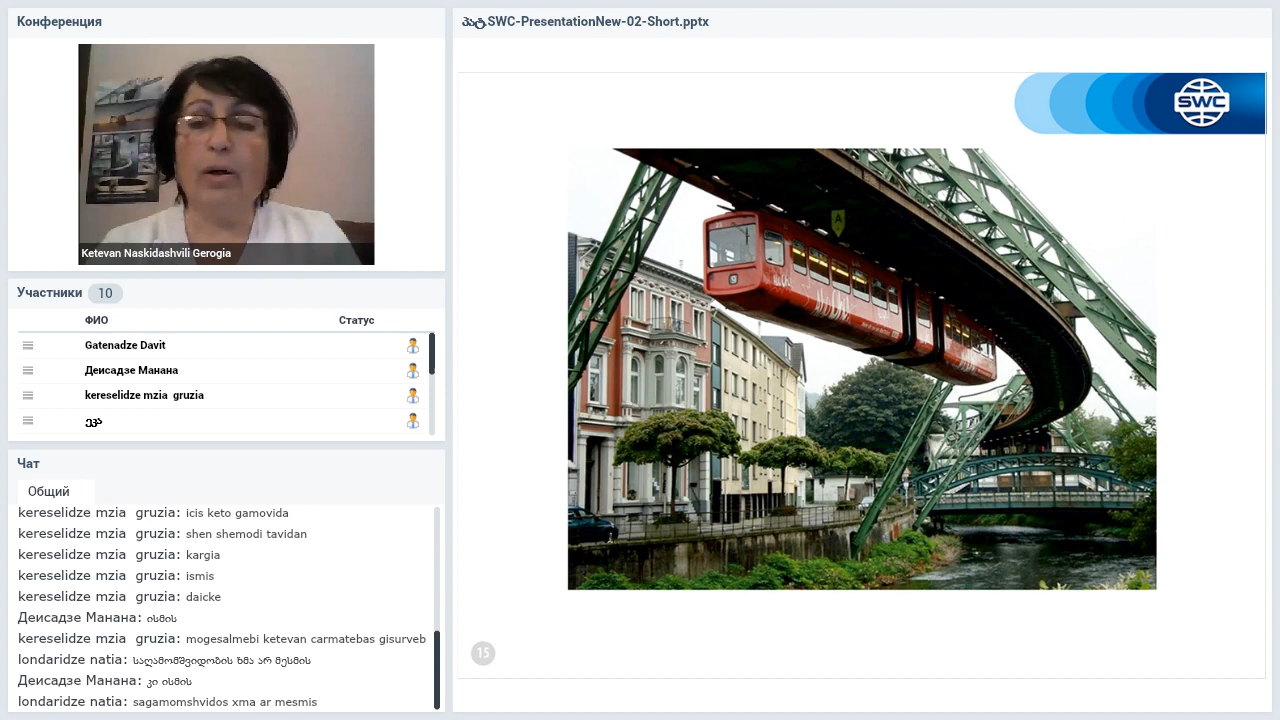 Конференция
Ketevan Naskidashvili Gerogia
Участники 10
ФИО Статус
Gatenadze Davit
Деисадзе Манана
kereselidze mzia gruzia
ეკა
Чат
Общий
kereselidze mzia gruzia: icis keto gamovida
kereselidze mzia gruzia: shen shemodi tavidan
kereselidze mzia gruzia: kargia
kereselidze mzia gruzia: ismis
kereselidze mzia gruzia: daicke
Деисадзе Манана: ისმის
kereselidze mzia gruzia: mogesalmebi ketevan carmatebas gisurveb
londaridze natia: საღამომშვიდობის ხმა არ მესმის
Деисадзе Манана: კი ისმის
londaridze natia: sagamomshvidos xma ar mesmis
SWC-PresentationNew-02-Short.pptx
SWC
A
15